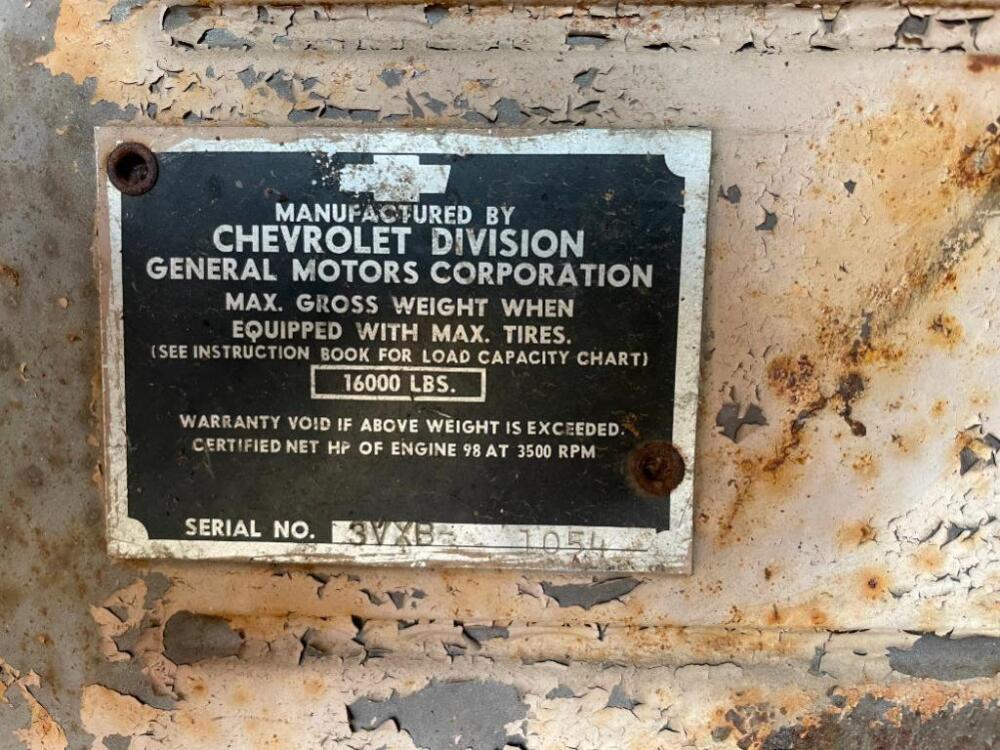 MANUFACTURED BY
CHEVROLET DIVISION
GENERAL MOTORS CORPORATION
MAX. GROSS WEIGHT WHEN
EQUIPPED WITH MAX. TIRES.
(SEE INSTRUCTION BOOK FOR LOAD CAPACITY CHART)
16000 LBS.
WARRANTY VOID IF ABOVE WEIGHT IS EXCEEDED.
CERTIFIED NET HP OF ENGINE 98 AT 3500 RPM
SERIAL NO. 3VXB- 1054